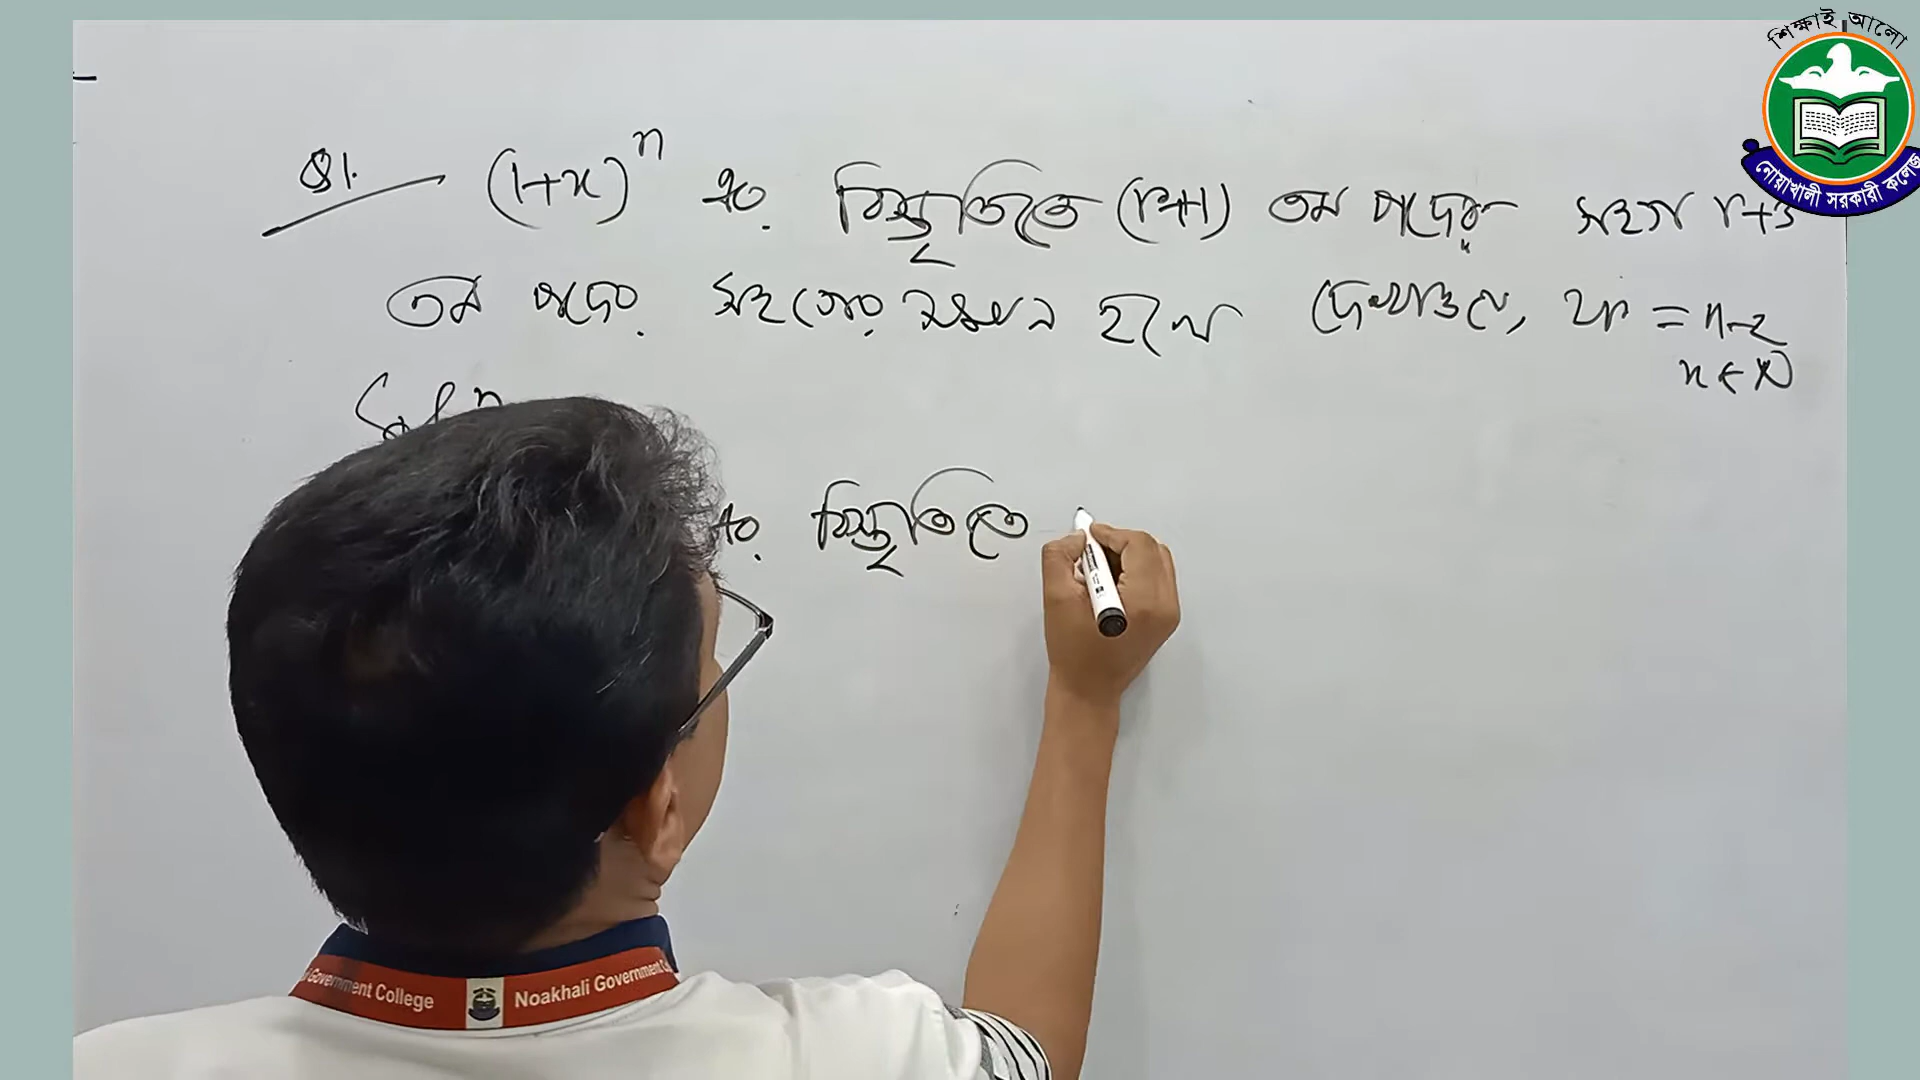 শিক্ষাই আলো
নোয়াখালী সরকারী কলেজ
Q1. (1+x)^n এর বিস্তৃতিতে (r+1) তম পদের সহগ r+3
তম পদের সহগের সমান হলে দেখাও যে, 2r = n-2
Soln
এর বিস্তৃতিতে
Government College Noakhali Government